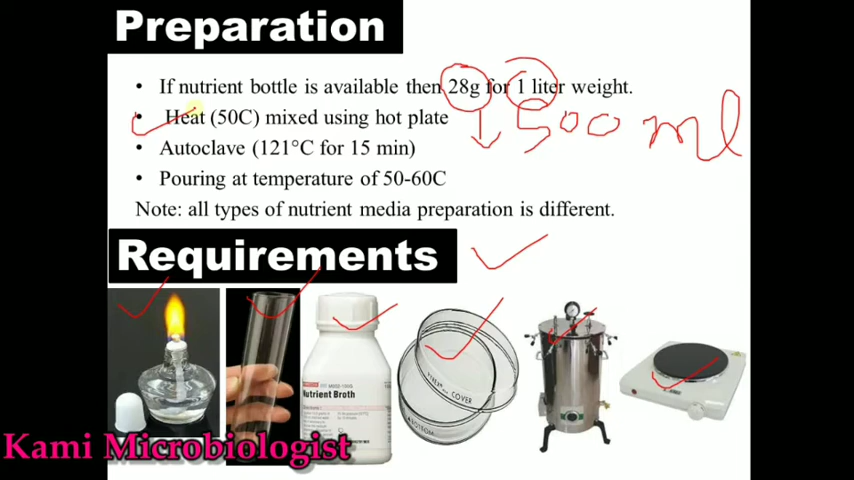 Preparation
• If nutrient bottle is available then 28g for 1 liter weight.
• Heat (50C) mixed using hot plate
500 ml
• Autoclave (121°C for 15 min)
• Pouring at temperature of 50-60C
Note: all types of nutrient media preparation is different.
Requirements
Nutrient Broth
COVER
BOTTOM
Kami Microbiologist